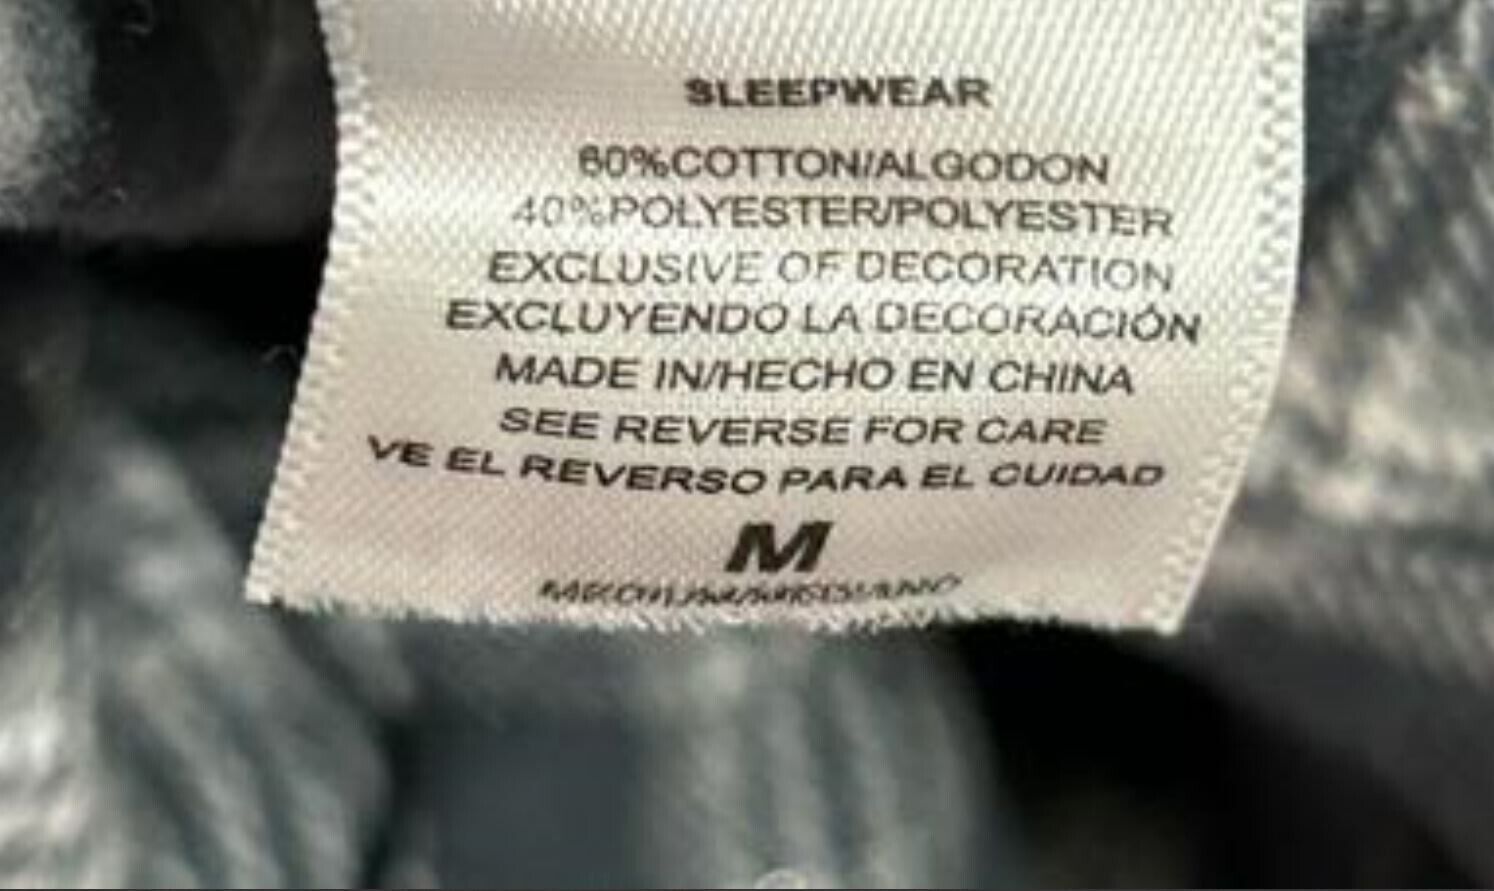 SLEEPWEAR
60%COTTON/ALGODON
40%POLYESTER/POLYESTER
EXCLUSIVE OF DECORATION
EXCLUYENDO LA DECORACIÓN
MADE IN/HECHO EN CHINA
SEE REVERSE FOR CARE
VE EL REVERSO PARA EL CUIDAD
M